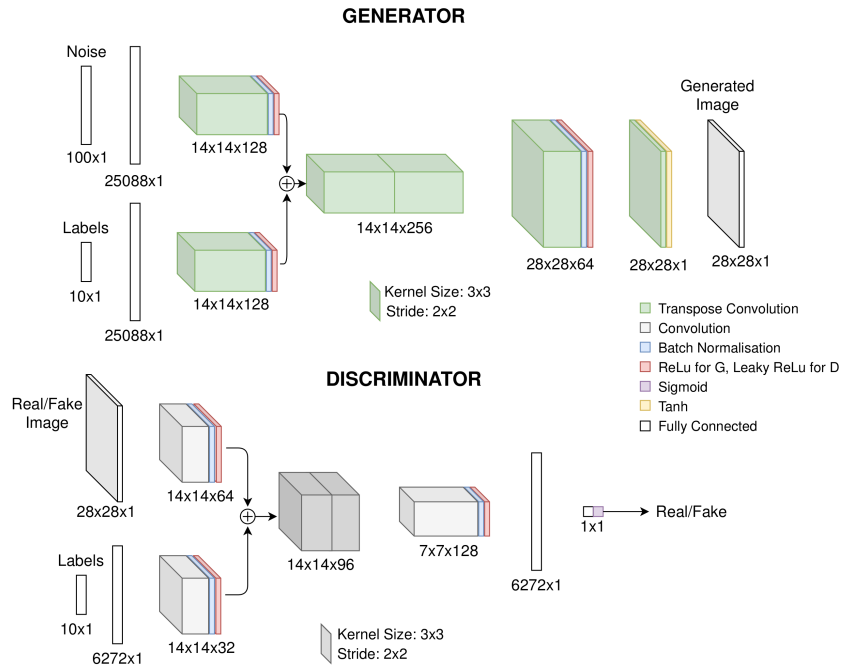 GENERATOR
Noise
100x1
25088x1
14x14x128
Labels
10x1
25088x1
14x14x128
14x14x256
Kernel Size: 3x3
Stride: 2x2
28x28x64
28x28x1
Generated
Image
28x28x1
Transpose Convolution
Convolution
Batch Normalisation
ReLu for G, Leaky ReLu for D
Sigmoid
Tanh
Fully Connected
DISCRIMINATOR
Real/Fake
Image
28x28x1
14x14x64
Labels
10x1
6272x1
14x14x32
14x14x96
Kernel Size: 3x3
Stride: 2x2
7x7x128
6272x1
1x1
Real/Fake